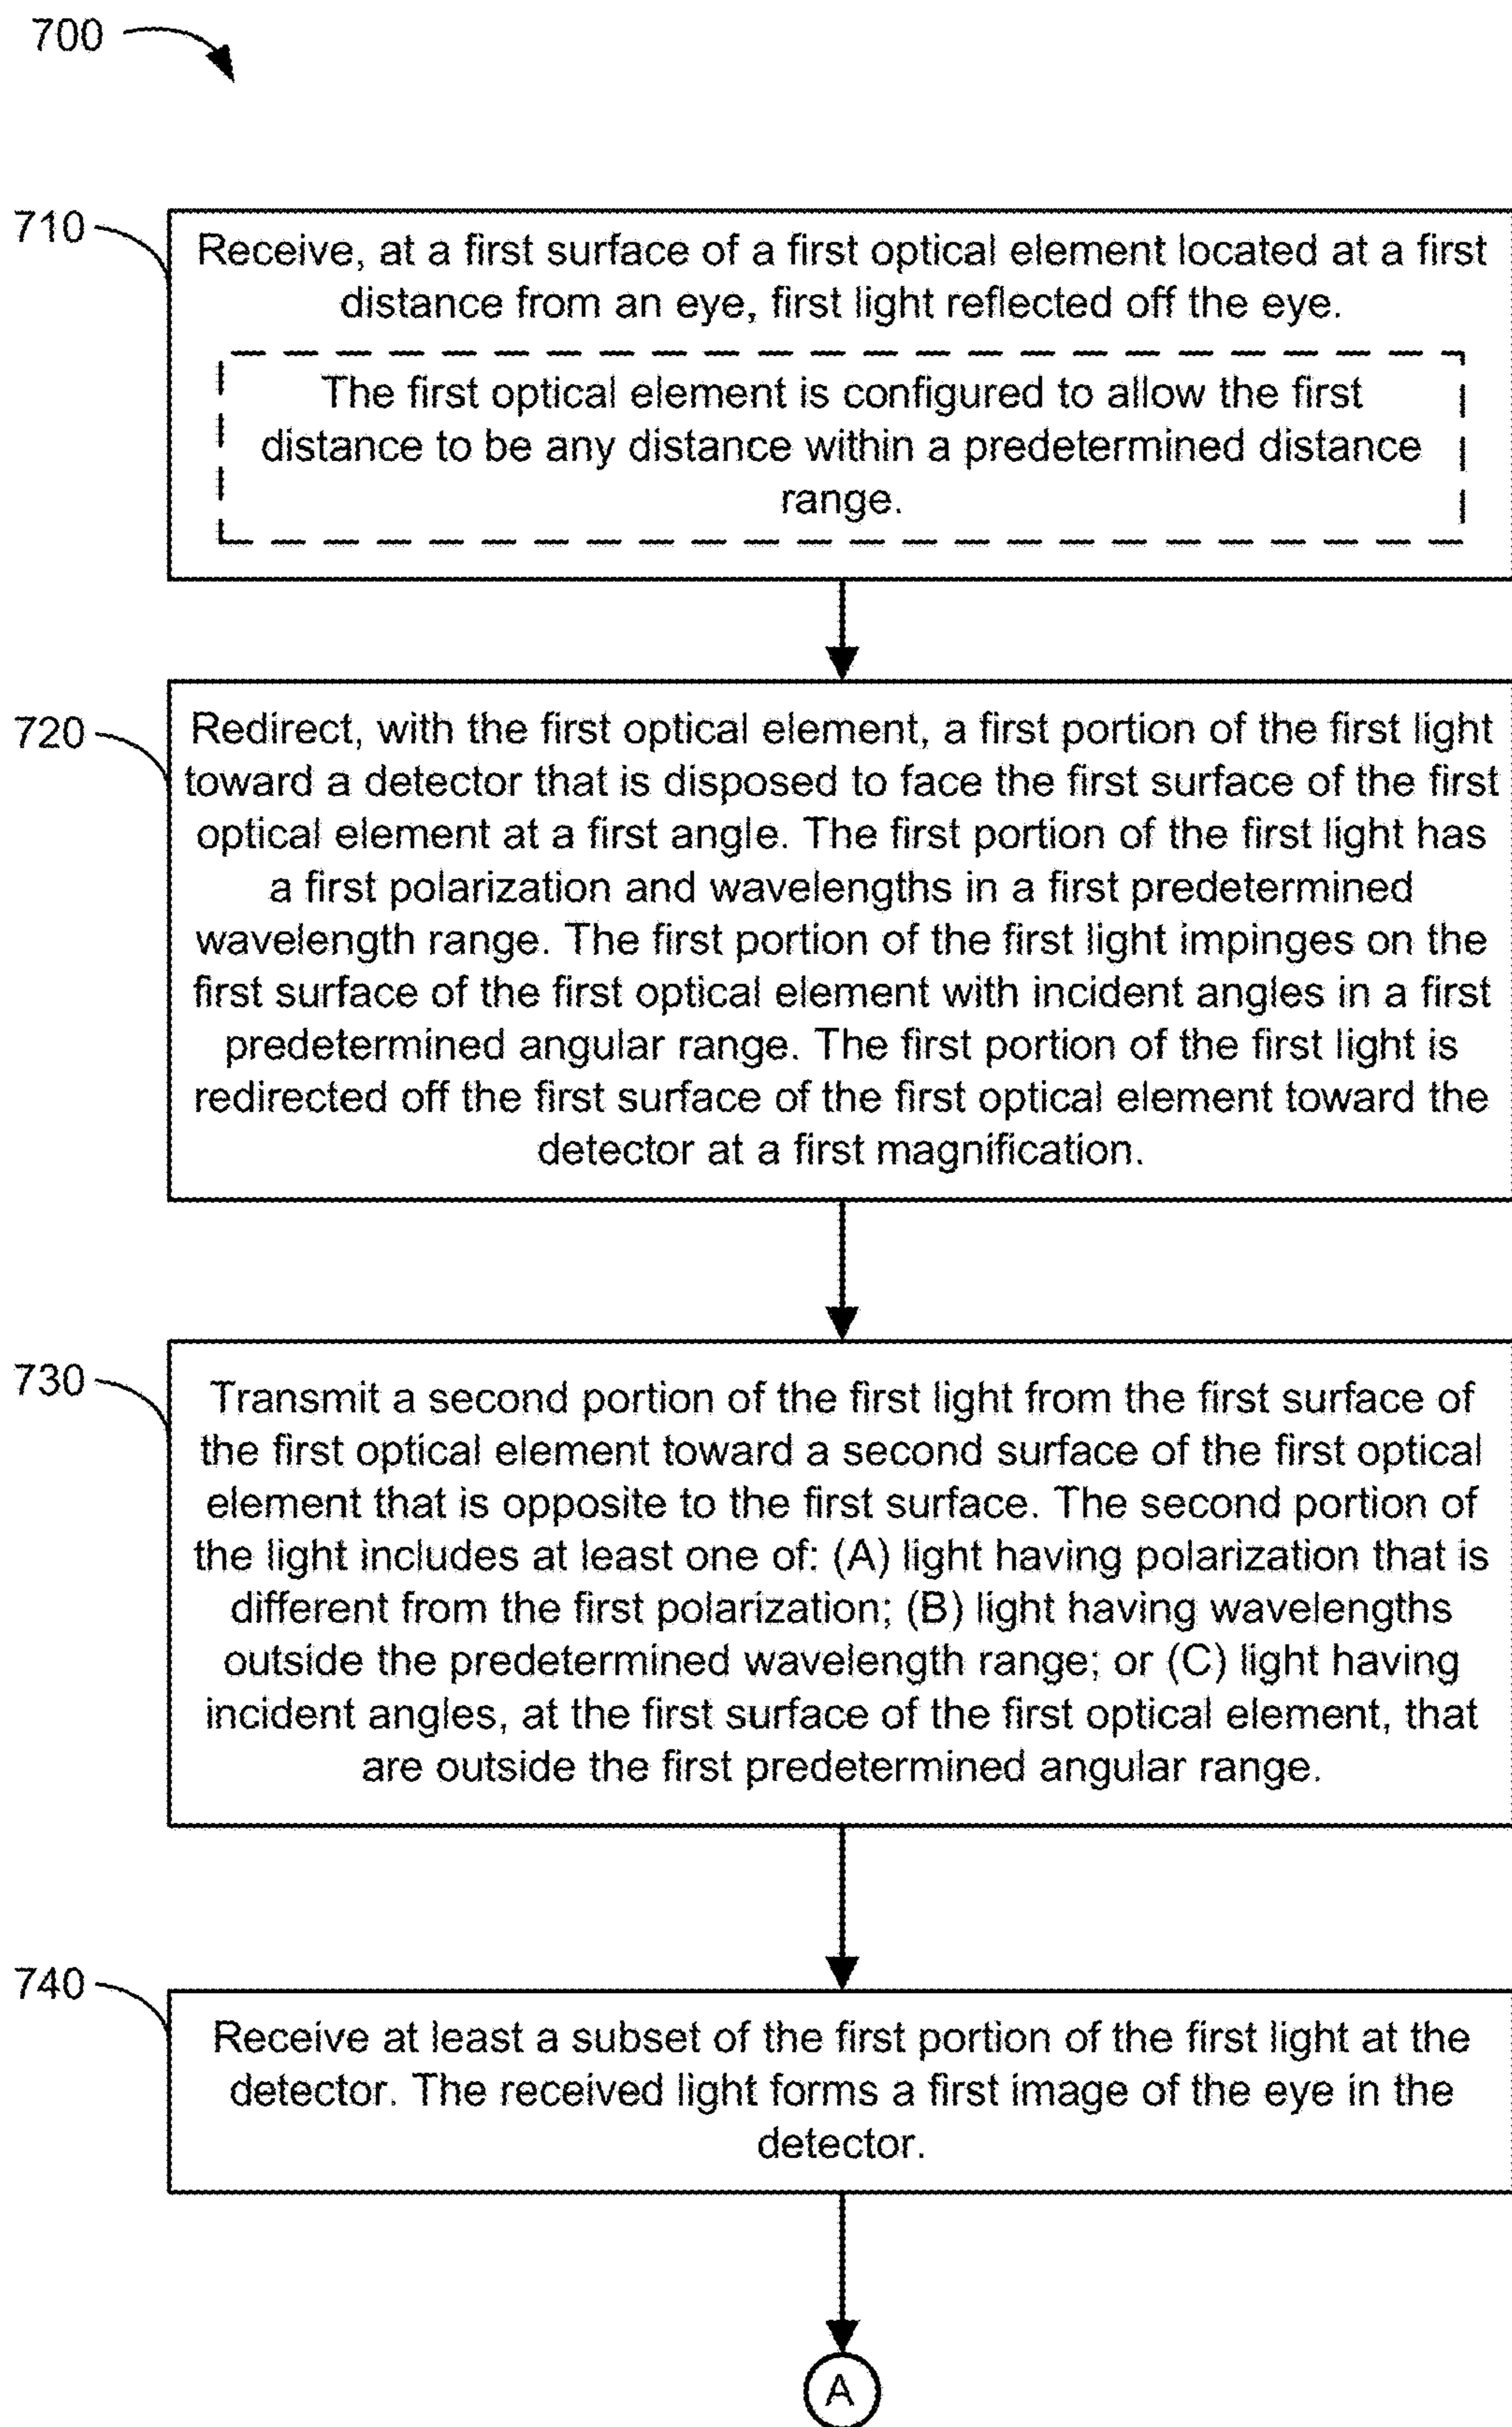 700
710
Receive, at a first surface of a first optical element located at a first
distance from an eye, first light reflected off the eye.
The first optical element is configured to allow the first
distance to be any distance within a predetermined distance
range.
720
Redirect, with the first optical element, a first portion of the first light
toward a detector that is disposed to face the first surface of the first
optical element at a first angle. The first portion of the first light has
a first polarization and wavelengths in a first predetermined
wavelength range. The first portion of the first light impinges on the
first surface of the first optical element with incident angles in a first
predetermined angular range. The first portion of the first light is
redirected off the first surface of the first optical element toward the
detector at a first magnification.
730
Transmit a second portion of the first light from the first surface of
the first optical element toward a second surface of the first optical
element that is opposite to the first surface. The second portion of
the light includes at least one of: (A) light having polarization that is
different from the first polarization; (B) light having wavelengths
outside the predetermined wavelength range; or (C) light having
incident angles, at the first surface of the first optical element, that
are outside the first predetermined angular range.
740
Receive at least a subset of the first portion of the first light at the
detector. The received light forms a first image of the eye in the
detector.
A